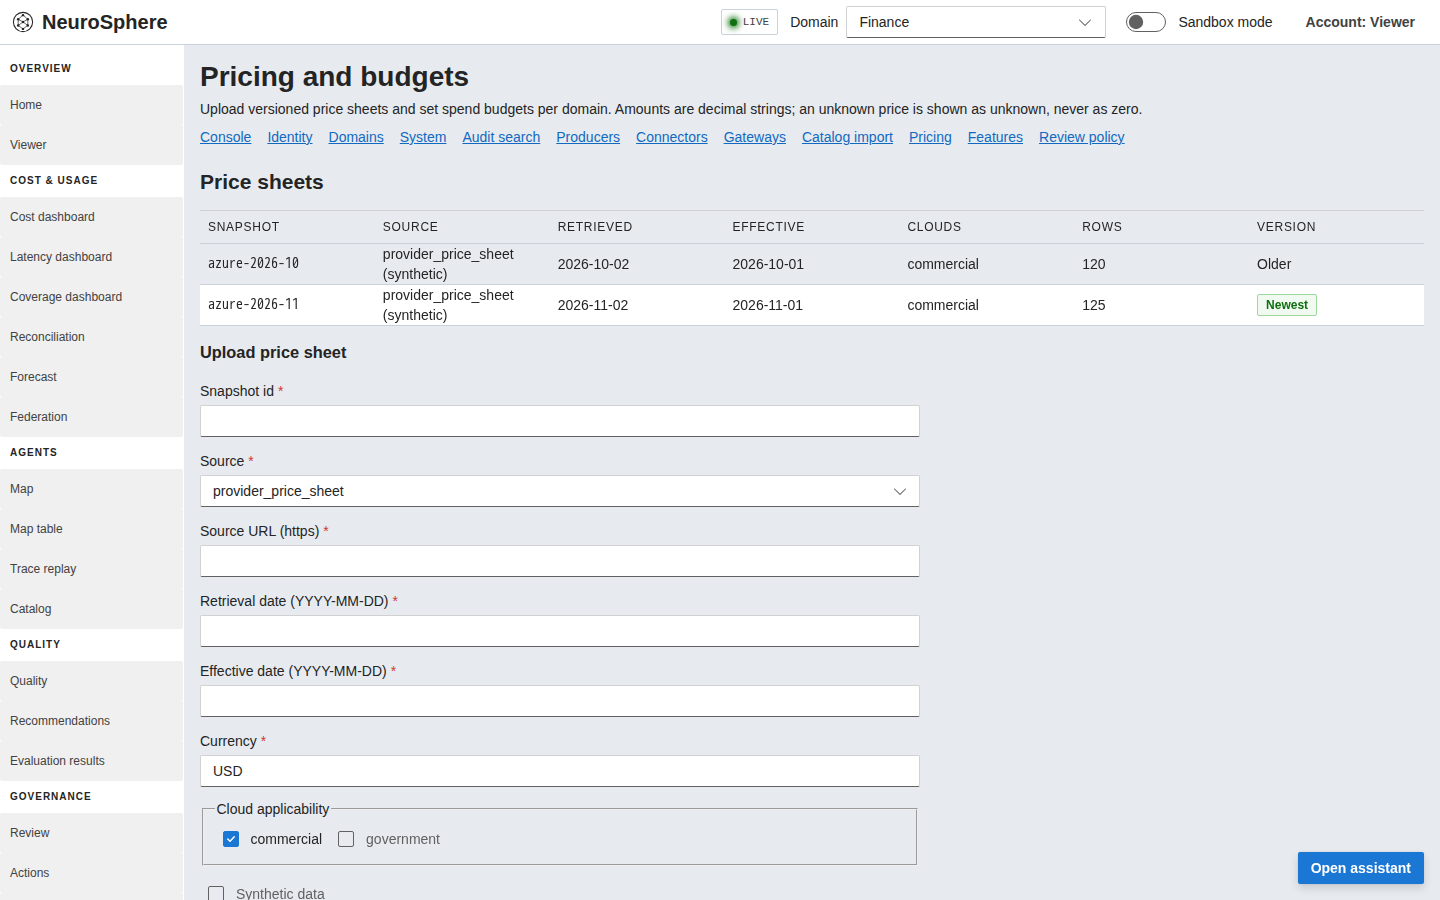 NeuroSphere
LIVE
Domain
Finance
Sandbox mode
Account: Viewer
OVERVIEW
Home
Viewer
COST & USAGE
Cost dashboard
Latency dashboard
Coverage dashboard
Reconciliation
Forecast
Federation
AGENTS
Map
Map table
Trace replay
Catalog
QUALITY
Quality
Recommendations
Evaluation results
GOVERNANCE
Review
Actions
Pricing and budgets
Upload versioned price sheets and set spend budgets per domain. Amounts are decimal strings; an unknown price is shown as unknown, never as zero.
Console Identity Domains System Audit search Producers Connectors Gateways Catalog import Pricing Features Review policy
Price sheets
SNAPSHOT SOURCE RETRIEVED EFFECTIVE CLOUDS ROWS VERSION
azure-2026-10 provider_price_sheet (synthetic) 2026-10-02 2026-10-01 commercial 120 Older
azure-2026-11 provider_price_sheet (synthetic) 2026-11-02 2026-11-01 commercial 125 Newest
Upload price sheet
Snapshot id *
Source *
provider_price_sheet
Source URL (https) *
Retrieval date (YYYY-MM-DD) *
Effective date (YYYY-MM-DD) *
Currency *
USD
Cloud applicability
commercial government
Synthetic data
Open assistant